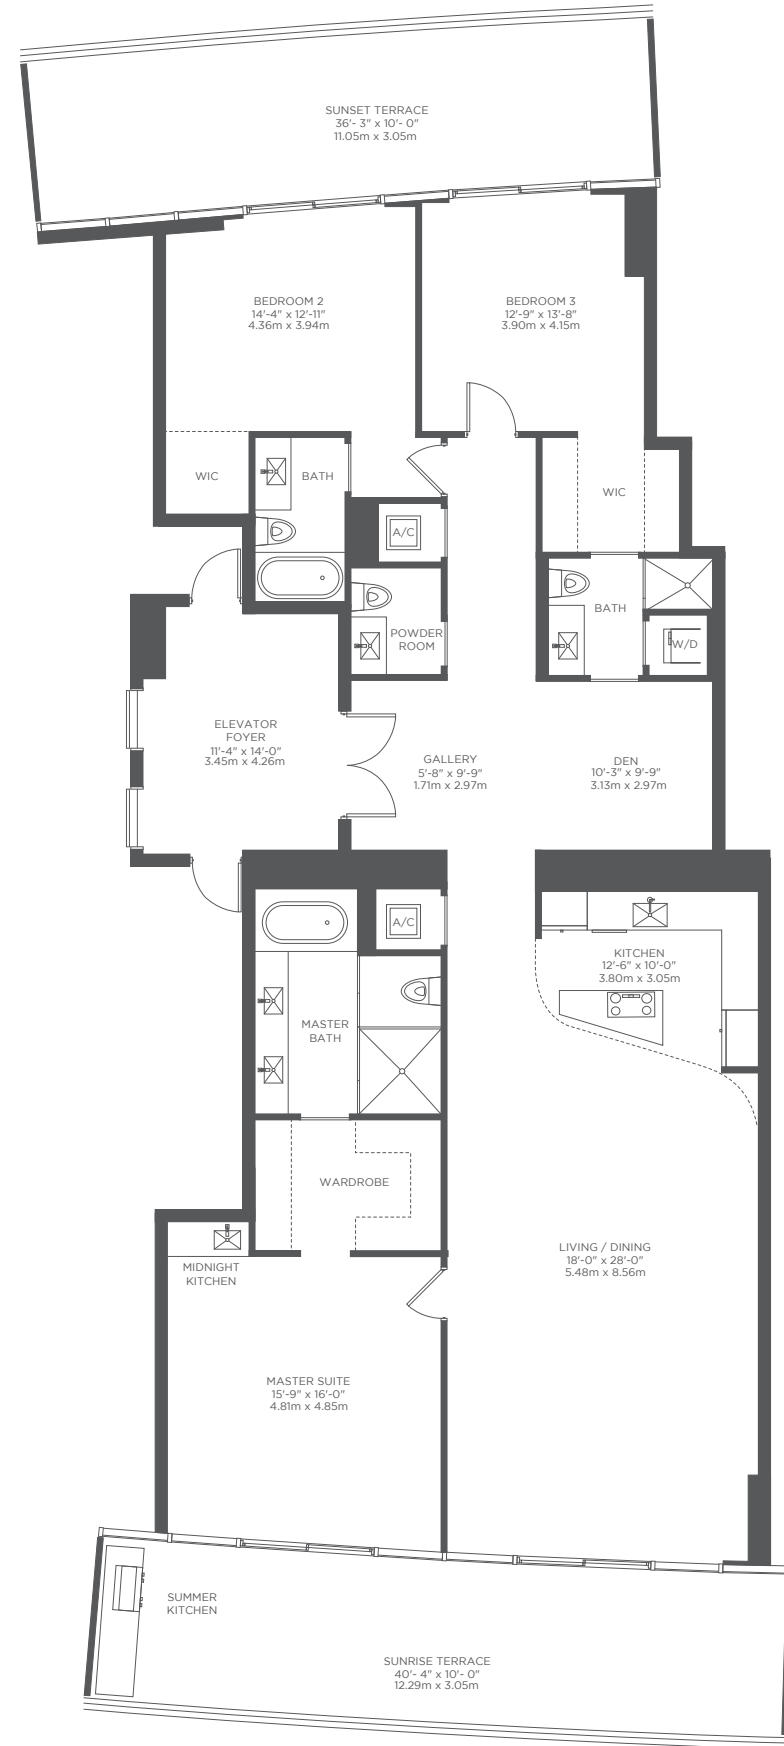 SUNSET TERRACE
36'- 3" x 10'- 0"
11.05m x 3.05m
BEDROOM 2
14'-4" x 12'-11"
4.36m x 3.94m
BEDROOM 3
12'-9" x 13'-8"
3.90m x 4.15m
WIC
BATH
WIC
A/C
BATH
POWDER
ROOM
W/D
ELEVATOR
FOYER
11'-4" x 14'-0"
3.45m x 4.26m
GALLERY
5'-8" x 9'-9"
1.71m x 2.97m
DEN
10'-3" x 9'-9"
3.13m x 2.97m
A/C
KITCHEN
12'-6" x 10'-0"
3.80m x 3.05m
MASTER
BATH
WARDROBE
MIDNIGHT
KITCHEN
LIVING / DINING
18'-0" x 28'-0"
5.48m x 8.56m
MASTER SUITE
15'-9" x 16'-0"
4.81m x 4.85m
SUMMER
KITCHEN
SUNRISE TERRACE
40'- 4" x 10'- 0"
12.29m x 3.05m